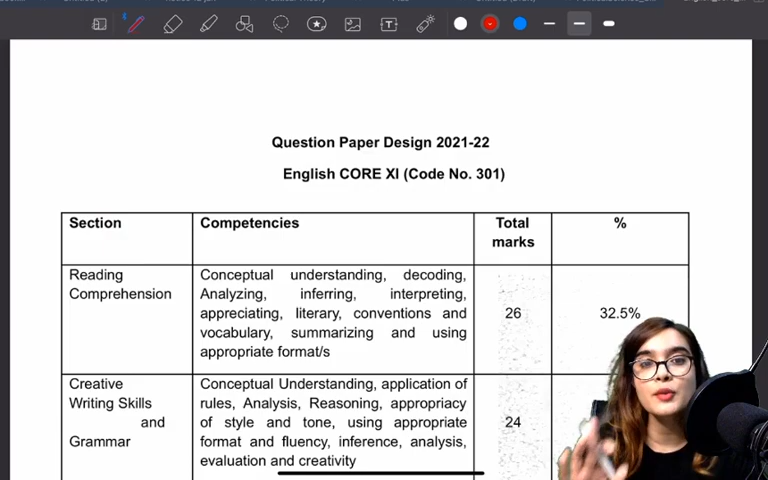 Question Paper Design 2021-22
English CORE XI (Code No. 301)
Section
Competencies
Total
marks
%
Reading
Comprehension
Conceptual understanding, decoding,
Analyzing, inferring, interpreting,
appreciating, literary, conventions and
vocabulary, summarizing and using
appropriate format/s
26
32.5%
Creative
Writing Skills
and
Grammar
Conceptual Understanding, application of
rules, Analysis, Reasoning, appropriacy
of style and tone, using appropriate
format and fluency, inference, analysis,
evaluation and creativity
24